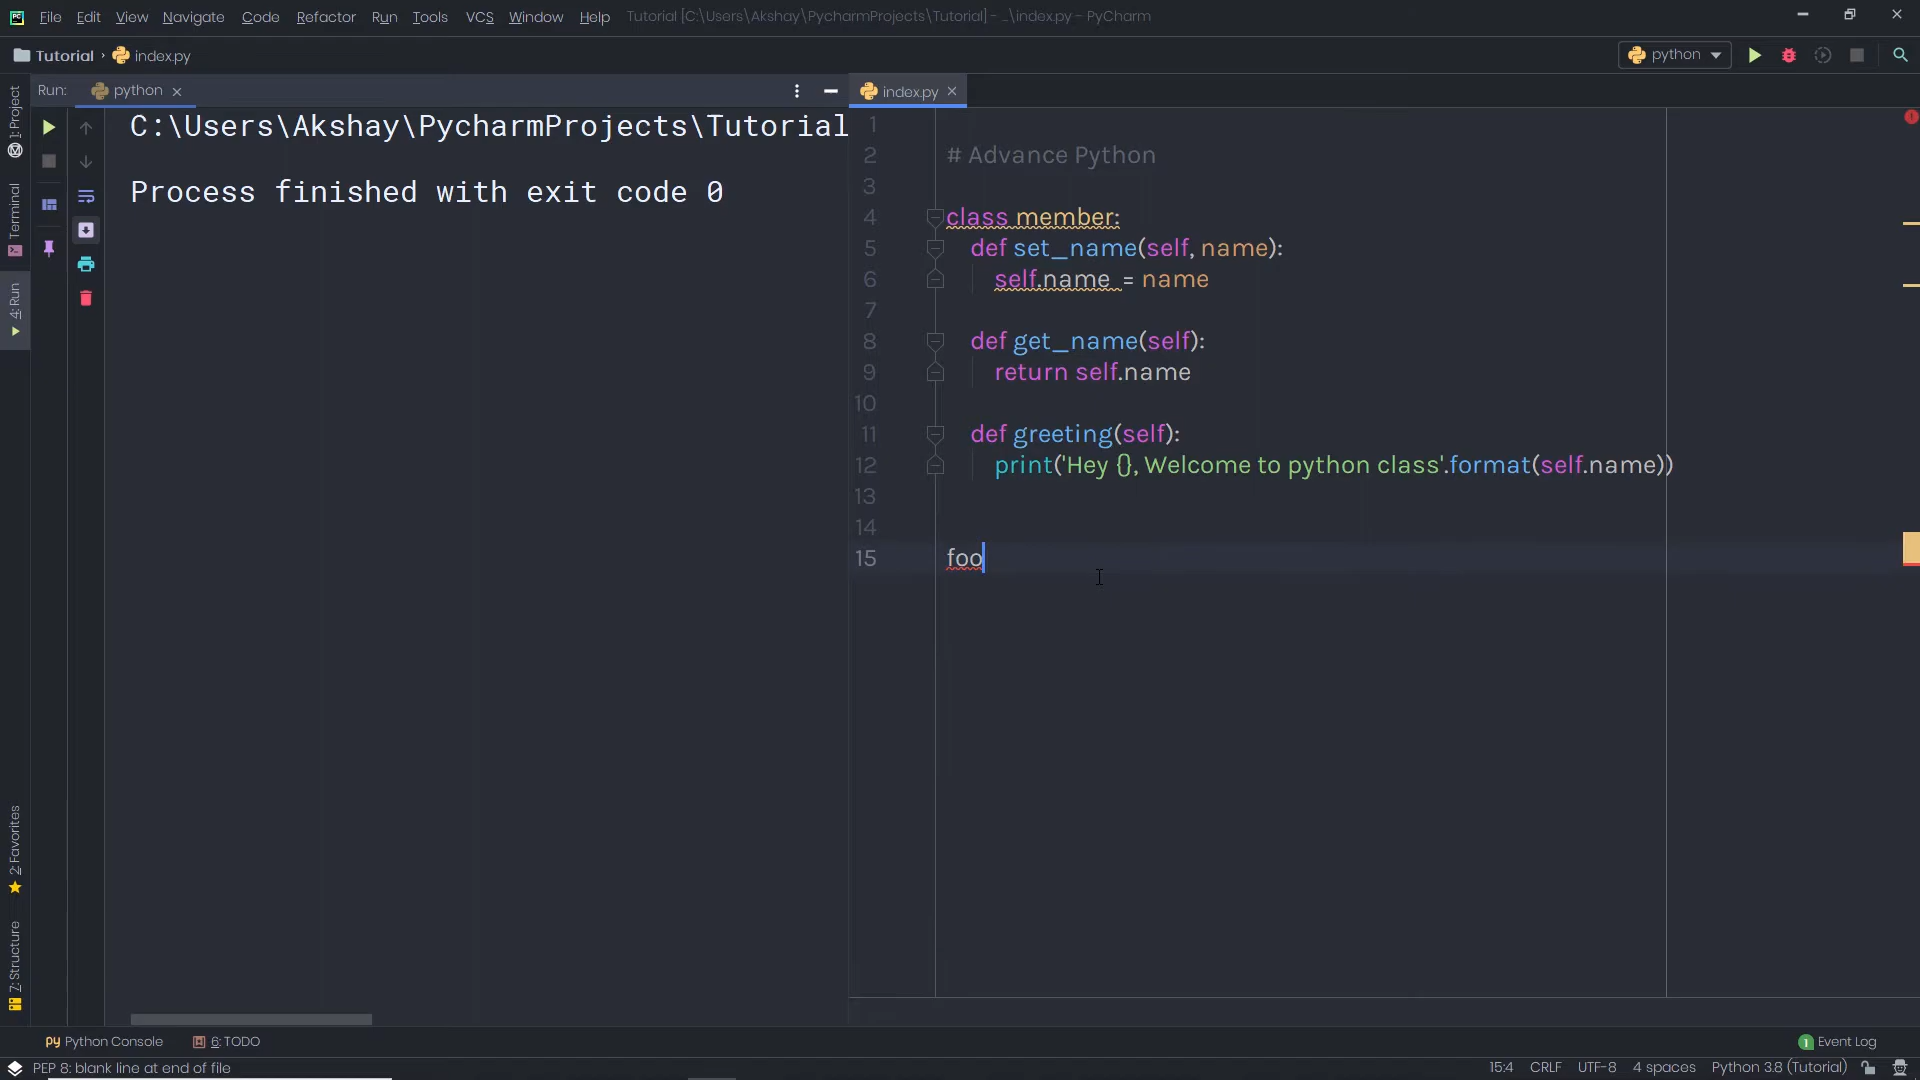 File Edit View Navigate Code Refactor Run Tools VCS Window Help Tutorial [C:\Users\Akshay\PycharmProjects\Tutorial] - ...\index.py - PyCharm
Tutorial › index.py
python
Run: python
index.py
1: Project
Terminal
4: Run
2: Favorites
7: Structure
C:\Users\Akshay\PycharmProjects\Tutorial
Process finished with exit code 0
1
2 # Advance Python
3
4 class member:
5 def set_name(self, name):
6 self.name = name
7
8 def get_name(self):
9 return self.name
10
11 def greeting(self):
12 print('Hey {}, Welcome to python class'.format(self.name))
13
14
15 foo
Python Console 6: TODO
1 Event Log
PEP 8: blank line at end of file
15:4 CRLF UTF-8 4 spaces Python 3.8 (Tutorial)